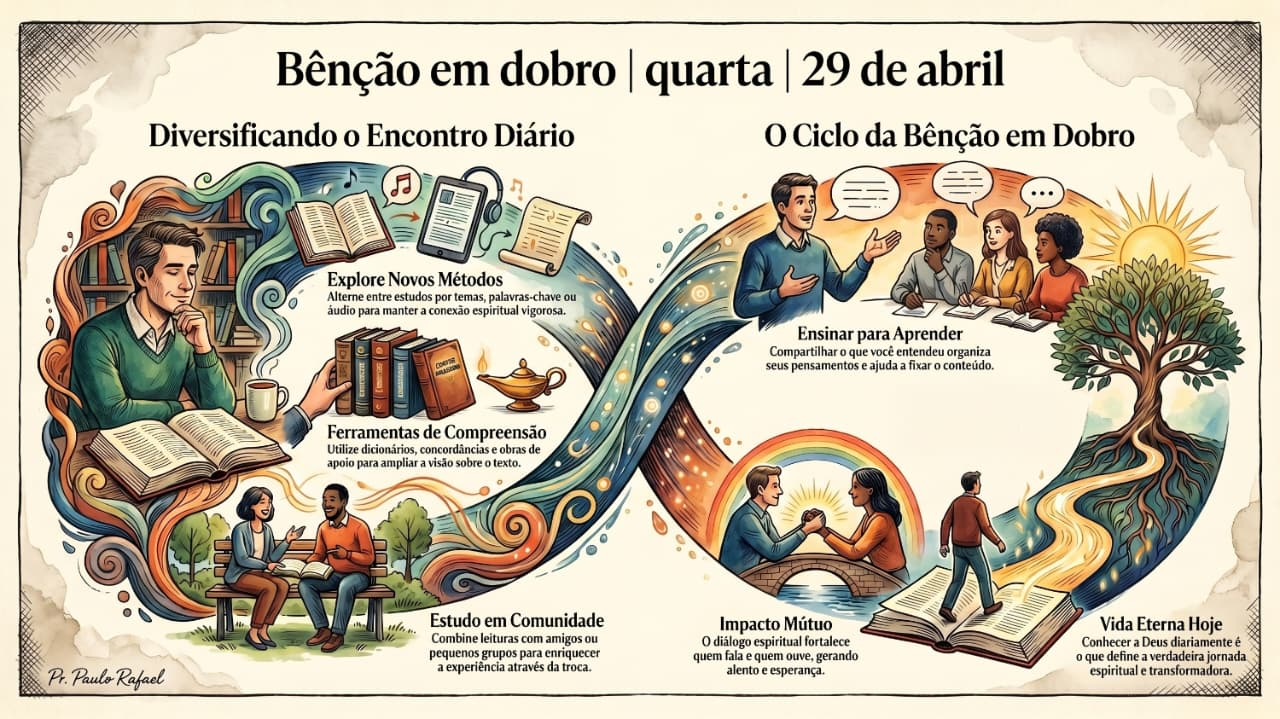 Bênção em dobro | quarta | 29 de abril
Diversificando o Encontro Diário
Explore Novos Métodos
Alterne entre estudos por temas, palavras-chave ou
áudio para manter a conexão espiritual vigorosa.
Ferramentas de Compreensão
Utilize dicionários, concordâncias e obras de
apoio para ampliar a visão sobre o texto.
Estudo em Comunidade
Combine leituras com amigos ou
pequenos grupos para enriquecer
a experiência através da troca.
O Ciclo da Bênção em Dobro
Ensinar para Aprender
Compartilhar o que você entendeu organiza
seus pensamentos e ajuda a fixar o conteúdo.
Impacto Mútuo
O diálogo espiritual fortalece
quem fala e quem ouve, gerando
alento e esperança.
Vida Eterna Hoje
Conhecer a Deus diariamente é
o que define a verdadeira jornada
espiritual e transformadora.
Pr. Paulo Rafael